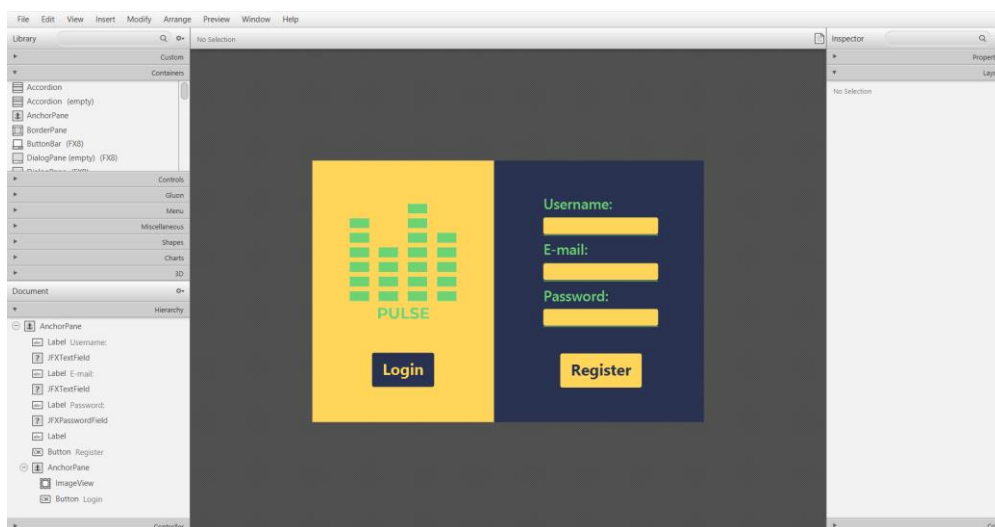 File Edit View Insert Modify Arrange Preview Window Help
Library
No Selection
Inspector
Custom
Containers
Accordion
Accordion (empty)
AnchorPane
BorderPane
ButtonBar (FX8)
DialogPane (empty) (FX8)
Controls
Gluon
Menu
Miscellaneous
Shapes
Charts
3D
Document
Hierarchy
AnchorPane
Label Username:
JFXTextField
Label E-mail:
JFXTextField
Label Password:
JFXPasswordField
Label
Button Register
AnchorPane
ImageView
Button Login
PULSE
Login
Username:
E-mail:
Password:
Register
Propert
Lay
No Selection